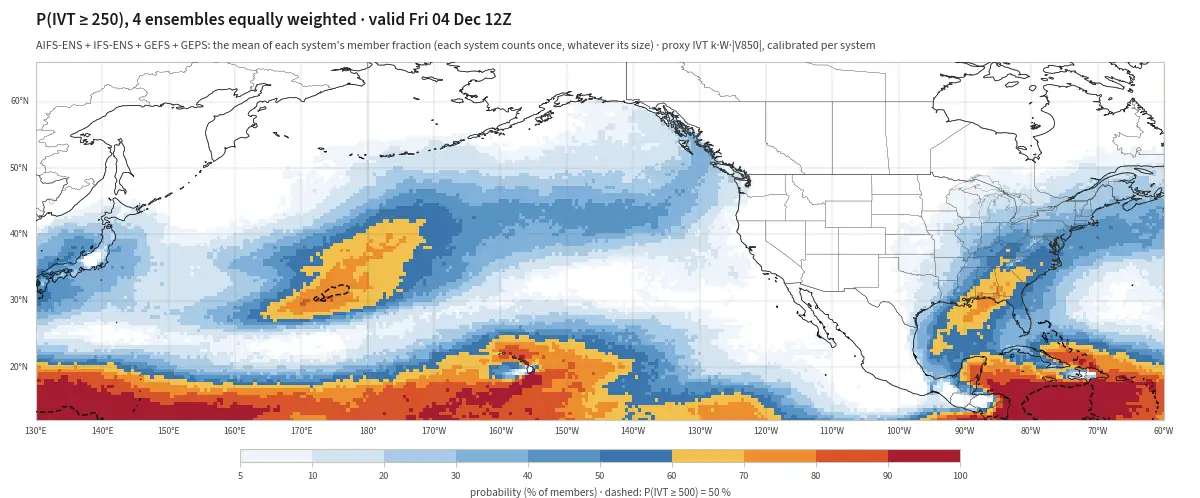 P(IVT ≥ 250), 4 ensembles equally weighted · valid Fri 04 Dec 12Z
AIFS-ENS + IFS-ENS + GEFS + GEPS: the mean of each system's member fraction (each system counts once, whatever its size) · proxy IVT k·W·|V850|, calibrated per system
60°N
50°N
40°N
30°N
20°N
130°E 140°E 150°E 160°E 170°E 180° 170°W 160°W 150°W 140°W 130°W 120°W 110°W 100°W 90°W 80°W 70°W 60°W
5 10 20 30 40 50 60 70 80 90 100
probability (% of members) · dashed: P(IVT ≥ 500) = 50 %